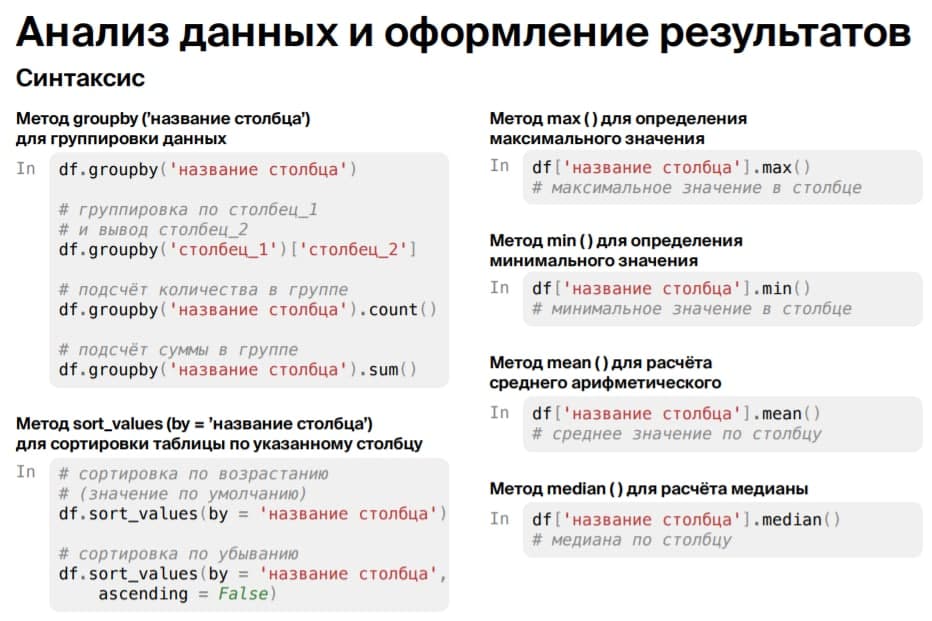 Анализ данных и оформление результатов
Синтаксис
Метод groupby ('название столбца')
для группировки данных
In
df.groupby('название столбца')
# группировка по столбец_1
# и вывод столбец_2
df.groupby('столбец_1')['столбец_2']
# подсчёт количества в группе
df.groupby('название столбца').count()
# подсчёт суммы в группе
df.groupby('название столбца').sum()
Метод sort_values (by = 'название столбца')
для сортировки таблицы по указанному столбцу
In
# сортировка по возрастанию
# (значение по умолчанию)
df.sort_values(by = 'название столбца')
# сортировка по убыванию
df.sort_values(by = 'название столбца',
ascending = False)
Метод max ( ) для определения
максимального значения
In
df['название столбца'].max()
# максимальное значение в столбце
Метод min ( ) для определения
минимального значения
In
df['название столбца'].min()
# минимальное значение в столбце
Метод mean ( ) для расчёта
среднего арифметического
In
df['название столбца'].mean()
# среднее значение по столбцу
Метод median ( ) для расчёта медианы
In
df['название столбца'].median()
# медиана по столбцу